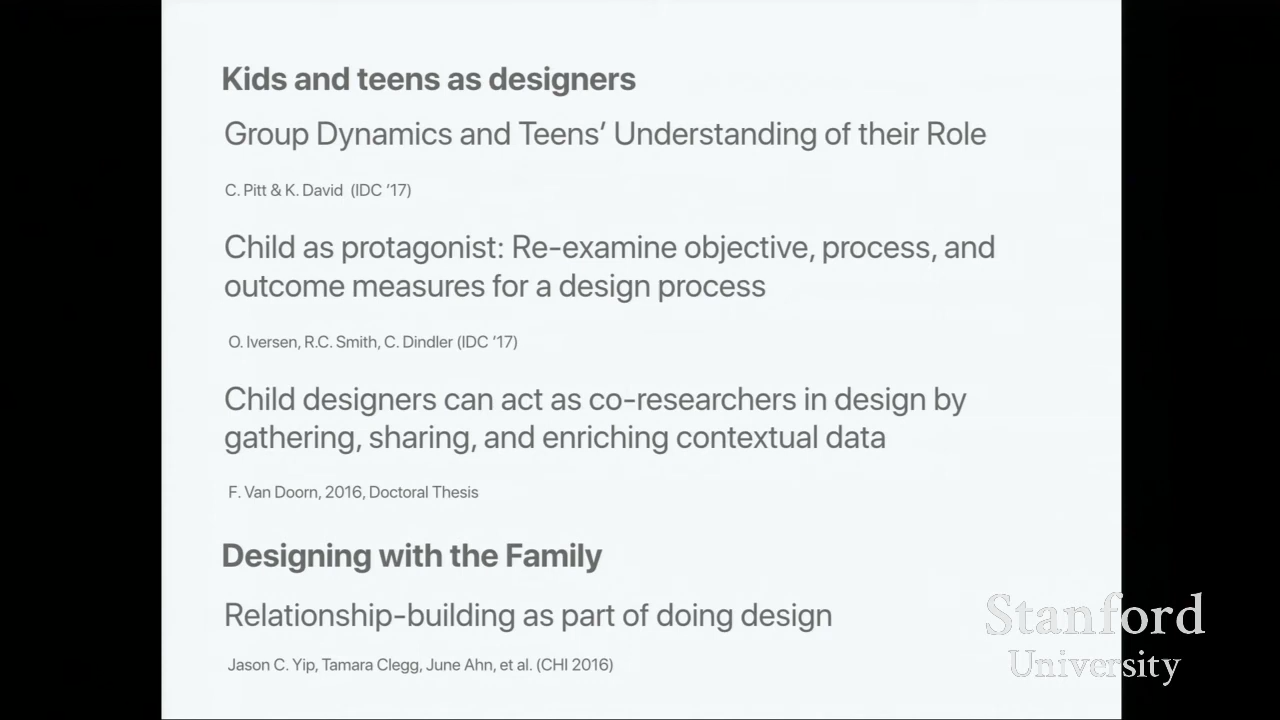 Kids and teens as designers
Group Dynamics and Teens’ Understanding of their Role
C. Pitt & K. David (IDC ’17)
Child as protagonist: Re-examine objective, process, and
outcome measures for a design process
O. Iversen, R.C. Smith, C. Dindler (IDC ’17)
Child designers can act as co-researchers in design by
gathering, sharing, and enriching contextual data
F. Van Doorn, 2016, Doctoral Thesis
Designing with the Family
Relationship-building as part of doing design
Jason C. Yip, Tamara Clegg, June Ahn, et al. (CHI 2016)
Stanford
University